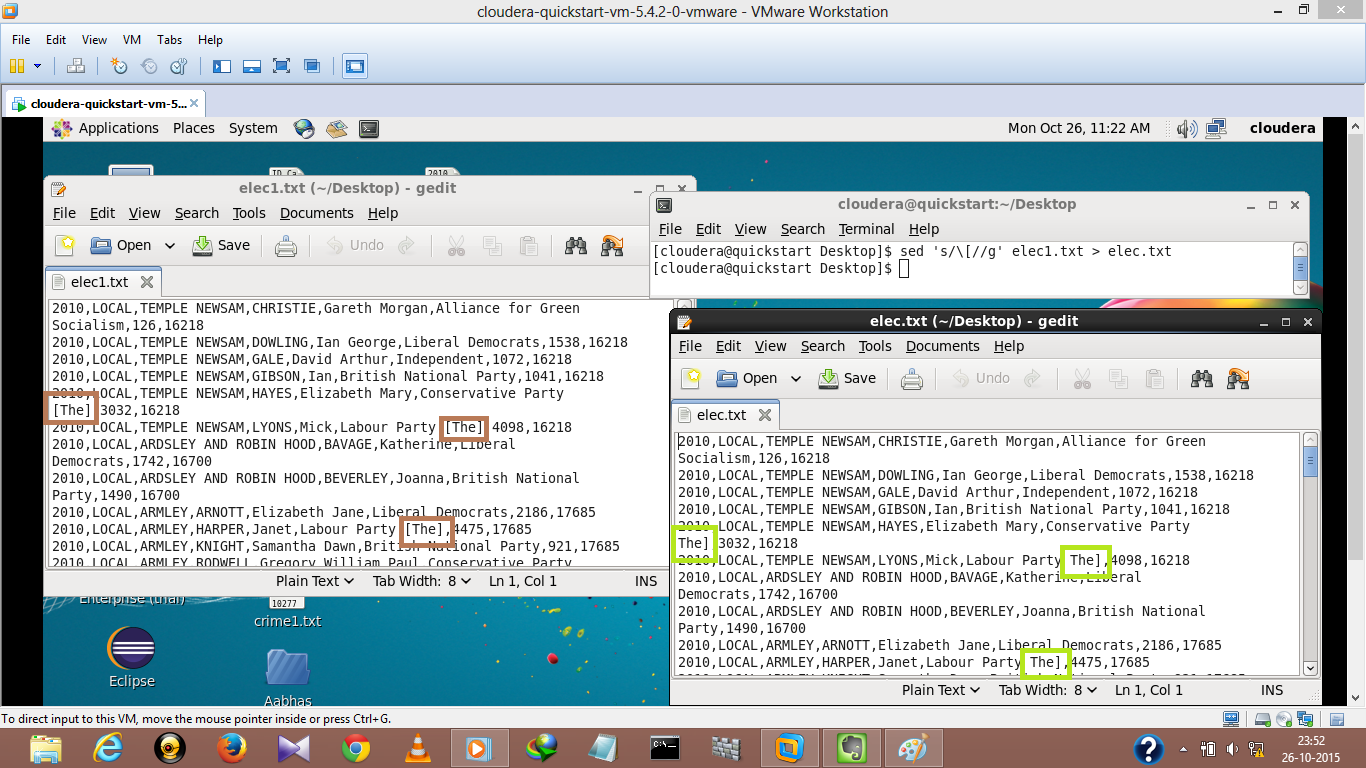 cloudera-quickstart-vm-5.4.2-0-vmware - VMware Workstation
File Edit View VM Tabs Help
cloudera-quickstart-vm-5...
Applications Places System Mon Oct 26, 11:22 AM cloudera
ID Ca
2010
elec1.txt (~/Desktop) - gedit
File Edit View Search Tools Documents Help
Open Save Undo
elec1.txt
2010,LOCAL,TEMPLE NEWSAM,CHRISTIE,Gareth Morgan,Alliance for Green
Socialism,126,16218
2010,LOCAL,TEMPLE NEWSAM,DOWLING,Ian George,Liberal Democrats,1538,16218
2010,LOCAL,TEMPLE NEWSAM,GALE,David Arthur,Independent,1072,16218
2010,LOCAL,TEMPLE NEWSAM,GIBSON,Ian,British National Party,1041,16218
2010,LOCAL,TEMPLE NEWSAM,HAYES,Elizabeth Mary,Conservative Party
[The] 3032,16218
2010,LOCAL,TEMPLE NEWSAM,LYONS,Mick,Labour Party [The] 4098,16218
2010,LOCAL,ARDSLEY AND ROBIN HOOD,BAVAGE,Katherine,Liberal
Democrats,1742,16700
2010,LOCAL,ARDSLEY AND ROBIN HOOD,BEVERLEY,Joanna,British National
Party,1490,16700
2010,LOCAL,ARMLEY,ARNOTT,Elizabeth Jane,Liberal Democrats,2186,17685
2010,LOCAL,ARMLEY,HARPER,Janet,Labour Party [The],4475,17685
2010,LOCAL,ARMLEY,KNIGHT,Samantha Dawn,British National Party,921,17685
2010,LOCAL,ARMLEY,RODWELL,Gregory William Paul,Conservative Party
Plain Text Tab Width: 8 Ln 1, Col 1 INS
cloudera@quickstart:~/Desktop
File Edit View Search Terminal Help
[cloudera@quickstart Desktop]$ sed 's/\[//g' elec1.txt > elec.txt
[cloudera@quickstart Desktop]$
elec.txt (~/Desktop) - gedit
File Edit View Search Tools Documents Help
Open Save Undo
elec.txt
2010,LOCAL,TEMPLE NEWSAM,CHRISTIE,Gareth Morgan,Alliance for Green
Socialism,126,16218
2010,LOCAL,TEMPLE NEWSAM,DOWLING,Ian George,Liberal Democrats,1538,16218
2010,LOCAL,TEMPLE NEWSAM,GALE,David Arthur,Independent,1072,16218
2010,LOCAL,TEMPLE NEWSAM,GIBSON,Ian,British National Party,1041,16218
2010,LOCAL,TEMPLE NEWSAM,HAYES,Elizabeth Mary,Conservative Party
The] 3032,16218
2010,LOCAL,TEMPLE NEWSAM,LYONS,Mick,Labour Party The],4098,16218
2010,LOCAL,ARDSLEY AND ROBIN HOOD,BAVAGE,Katherine,Liberal
Democrats,1742,16700
2010,LOCAL,ARDSLEY AND ROBIN HOOD,BEVERLEY,Joanna,British National
Party,1490,16700
2010,LOCAL,ARMLEY,ARNOTT,Elizabeth Jane,Liberal Democrats,2186,17685
2010,LOCAL,ARMLEY,HARPER,Janet,Labour Party The],4475,17685
Plain Text Tab Width: 8 Ln 1, Col 1 INS
Enterprise (trial)
10277
crime1.txt
Eclipse
Aabhas
To direct input to this VM, move the mouse pointer inside or press Ctrl+G.
C:\
23:52
26-10-2015